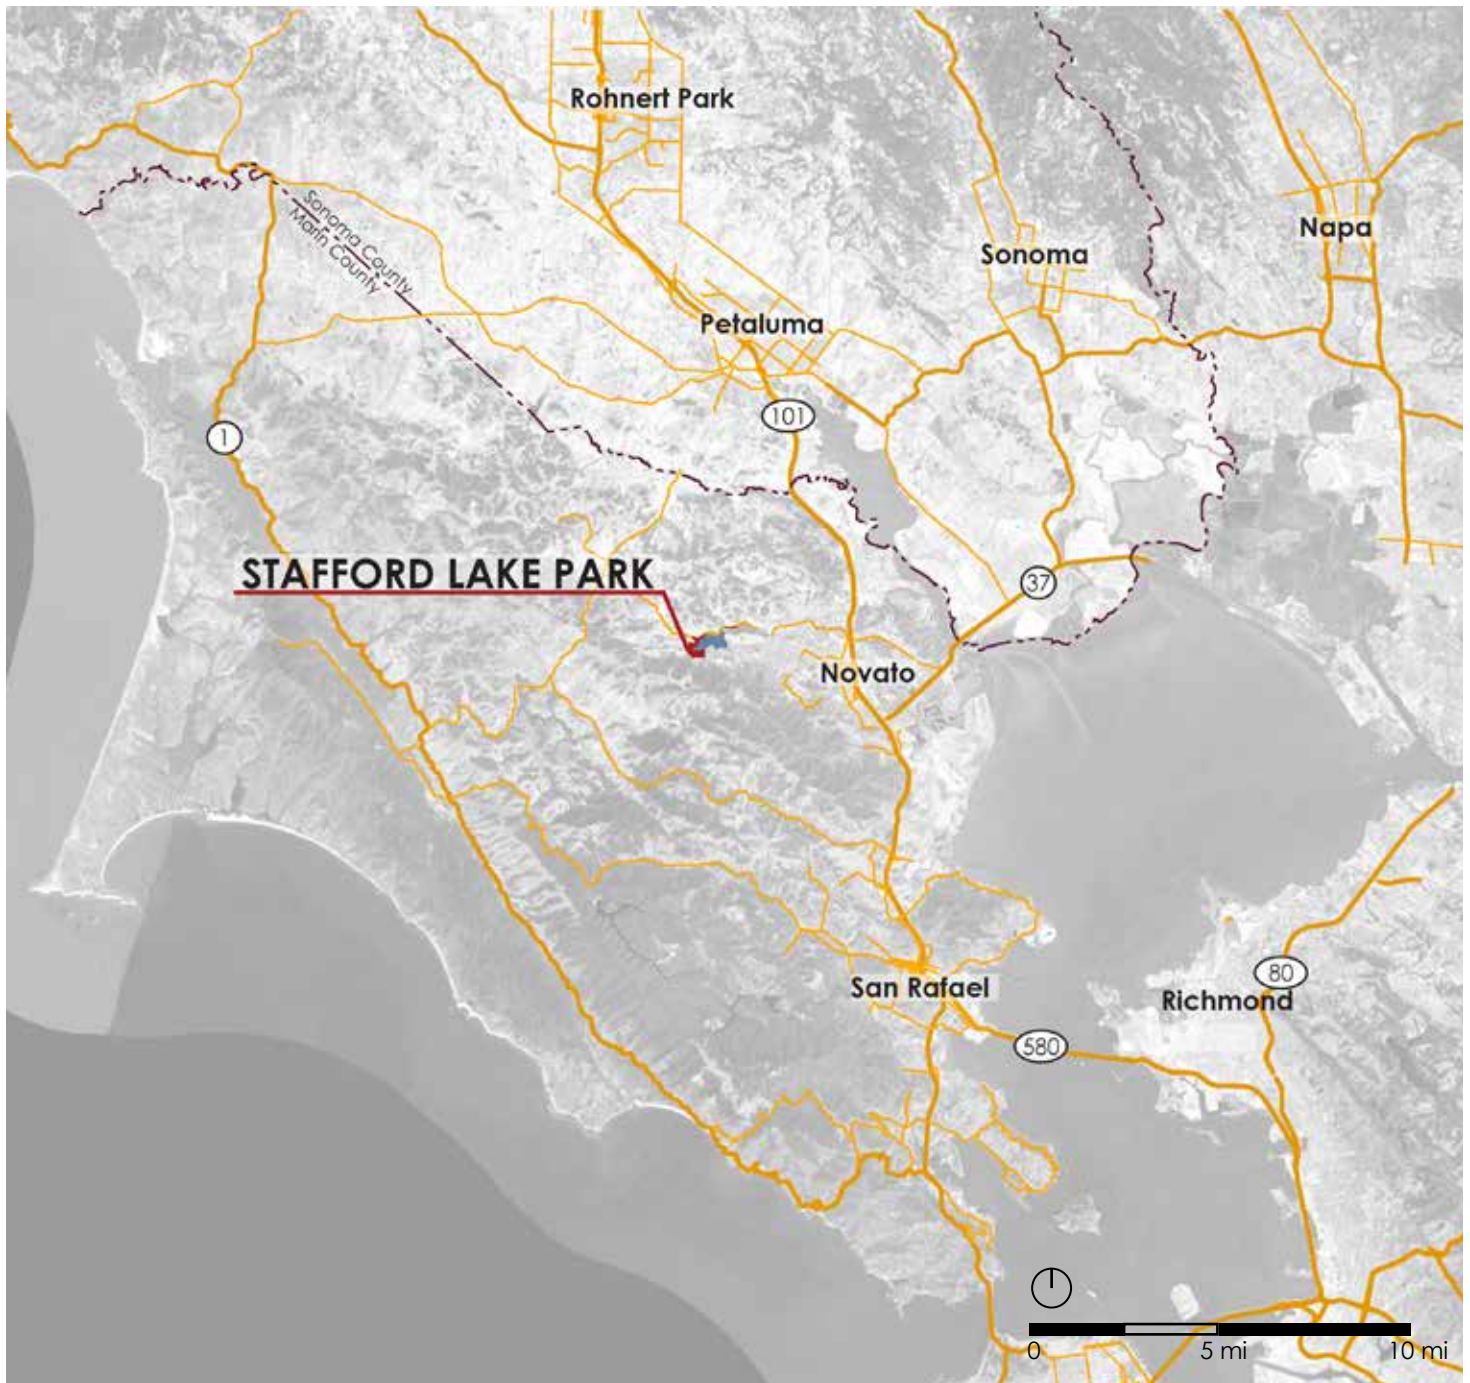 Rohnert Park
Sonoma County
Marin County
Napa
Sonoma
Petaluma
101
1
STAFFORD LAKE PARK
37
Novato
San Rafael
80
Richmond
580
0
5 mi
10 mi